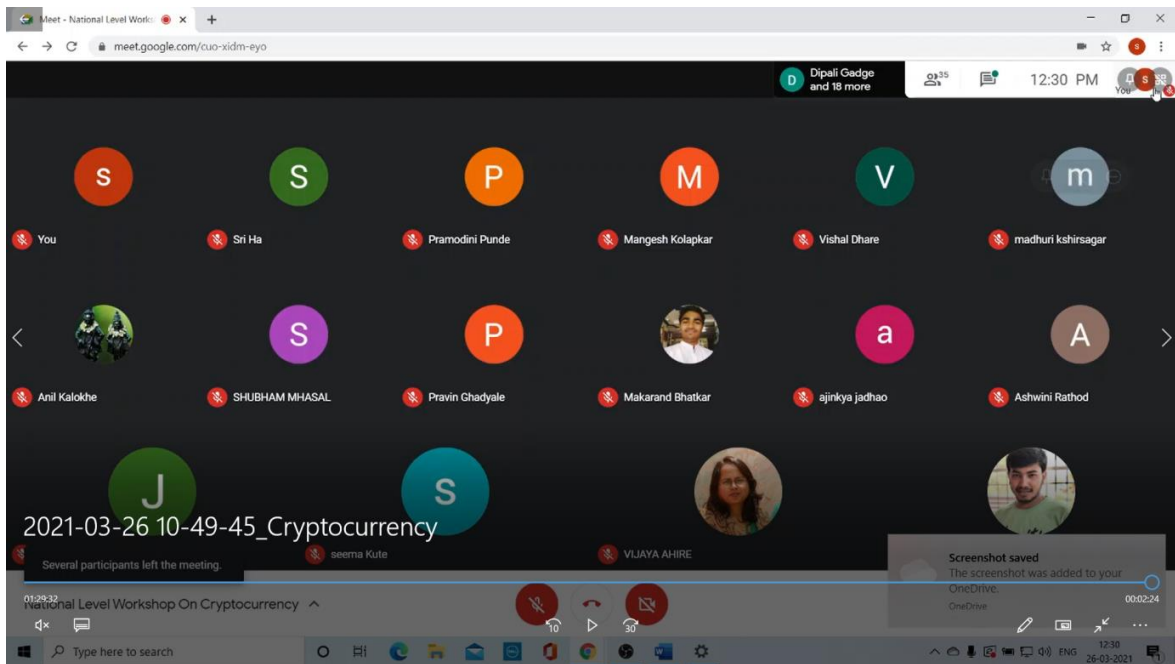 Meet - National Level Works
meet.google.com/cuo-xidm-eyo
S
D
Dipali Gadge
and 18 more
35
12:30 PM
S
You
s
S
P
M
V
m
You
Sri Ha
Pramodini Punde
Mangesh Kolapkar
Vishal Dhare
madhuri kshirsagar
S
P
a
A
Anil Kalokhe
SHUBHAM MHASAL
Pravin Ghadyale
Makarand Bhatkar
ajinkya jadhao
Ashwini Rathod
J
S
2021-03-26 10-49-45_Cryptocurrency
seema Kute
VIJAYA AHIRE
Several participants left the meeting.
Screenshot saved
The screenshot was added to your
OneDrive.
OneDrive
01:29:32
00:02:24
National Level Workshop On Cryptocurrency
10
30
Type here to search
ENG
12:30
26-03-2021